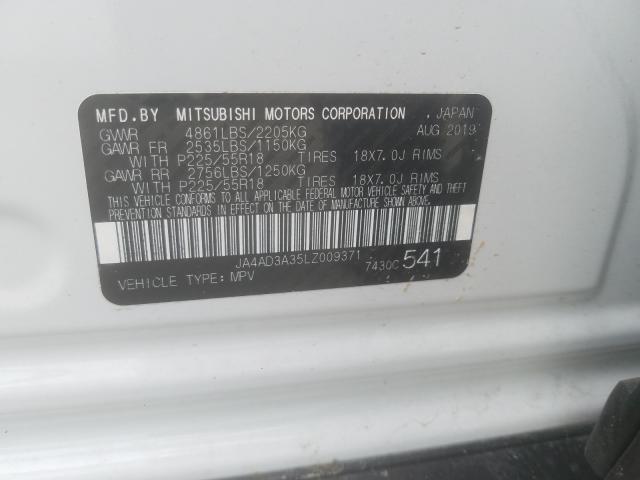 MFD.BY MITSUBISHI MOTORS CORPORATION . JAPAN
GVWR 4861LBS/2205KG AUG 2019
GAWR FR 2535LBS/1150KG
WITH P225/55R18 TIRES 18X7.0J RIMS
GAWR RR 2756LBS/1250KG
WITH P225/55R18 TIRES 18X7.0J RIMS
THIS VEHICLE CONFORMS TO ALL APPLICABLE FEDERAL MOTOR VEHICLE SAFETY AND THEFT
PREVENTION STANDARDS IN EFFECT ON THE DATE OF MANUFACTURE SHOWN ABOVE.
JA4AD3A35LZ009371
7430C 541
VEHICLE TYPE: MPV